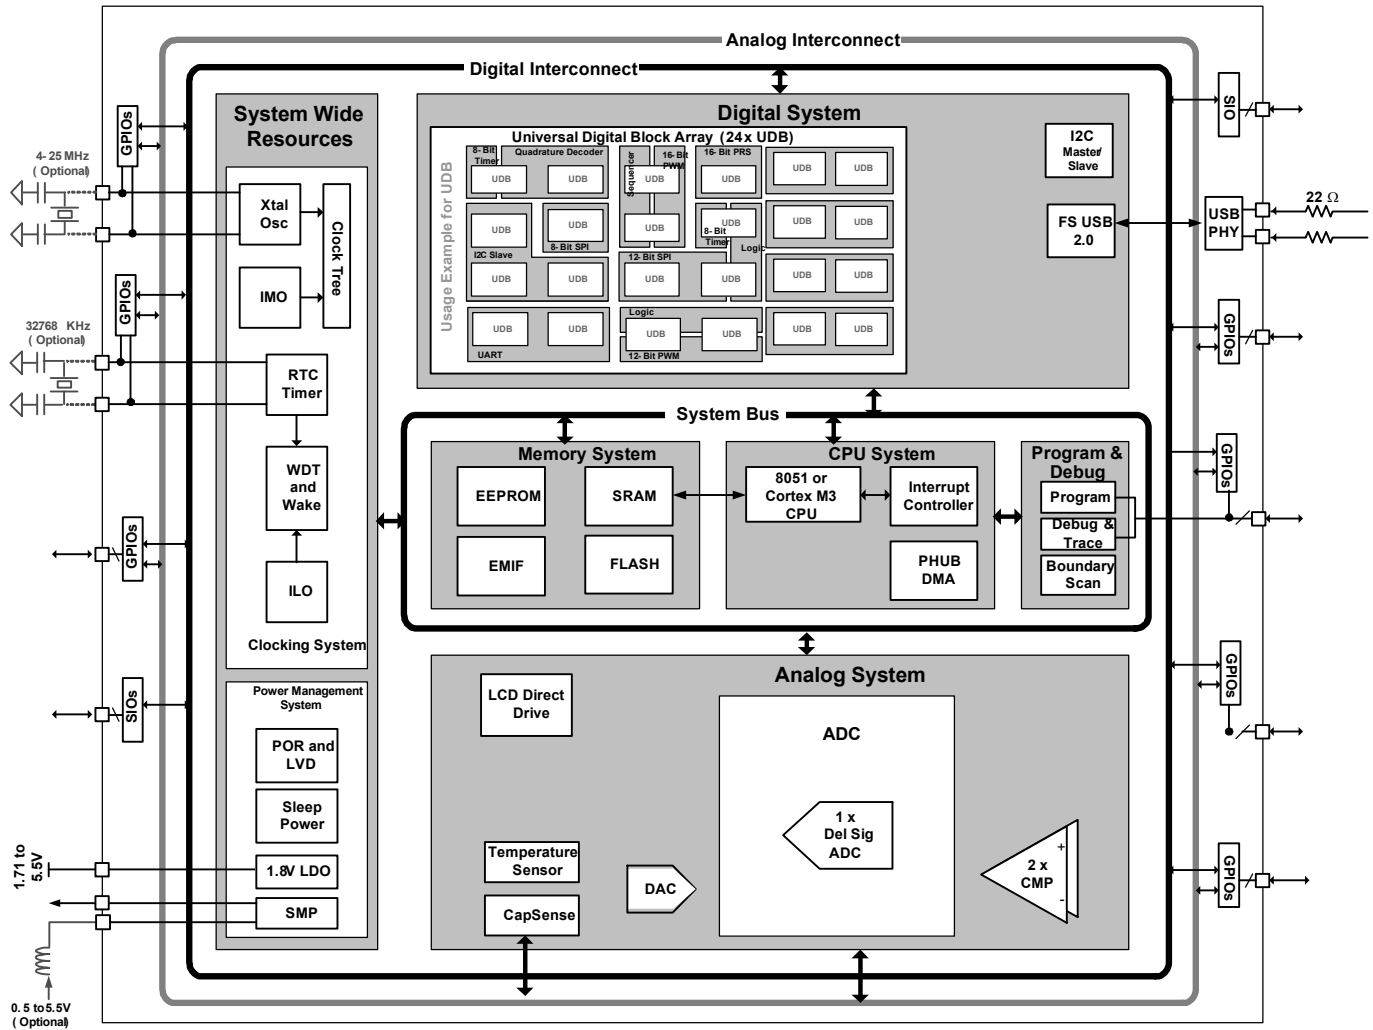 Analog Interconnect
Digital Interconnect
System Wide
Resources
Xtal
Osc
Clock Tree
IMO
RTC
Timer
WDT
and
Wake
ILO
Clocking System
Power Management
System
POR and
LVD
Sleep
Power
1.8V LDO
SMP
4- 25 MHz
( Optional)
GPIOs
GPIOs
32768 KHz
( Optional)
GPIOs
SIOs
1.71 to
5.5V
0. 5 to5.5V
( Optional)
Digital System
Universal Digital Block Array (24x UDB)
Usage Example for UDB
8- Bit
Timer
Quadrature Decoder
Sequencer
16- Bit
PWM
16- Bit PRS
UDB
UDB
UDB
UDB
UDB
UDB
UDB
UDB
UDB
UDB
UDB
UDB
I2C Slave
8- Bit SPI
12- Bit SPI
8- Bit
Timer
Logic
UDB
UDB
UDB
UDB
UDB
UDB
Logic
UDB
UDB
UDB
UDB
UDB
UDB
UART
12- Bit PWM
I2C
Master/
Slave
FS USB
2.0
System Bus
Memory System
EEPROM
SRAM
EMIF
FLASH
CPU System
8051 or
Cortex M3
CPU
Interrupt
Controller
PHUB
DMA
Program &
Debug
Program
Debug &
Trace
Boundary
Scan
Analog System
LCD Direct
Drive
ADC
1 x
Del Sig
ADC
Temperature
Sensor
CapSense
DAC
+
2 x
CMP
-
SIO
USB
PHY
22 Ω
GPIOs
GPIOs
GPIOs
GPIOs